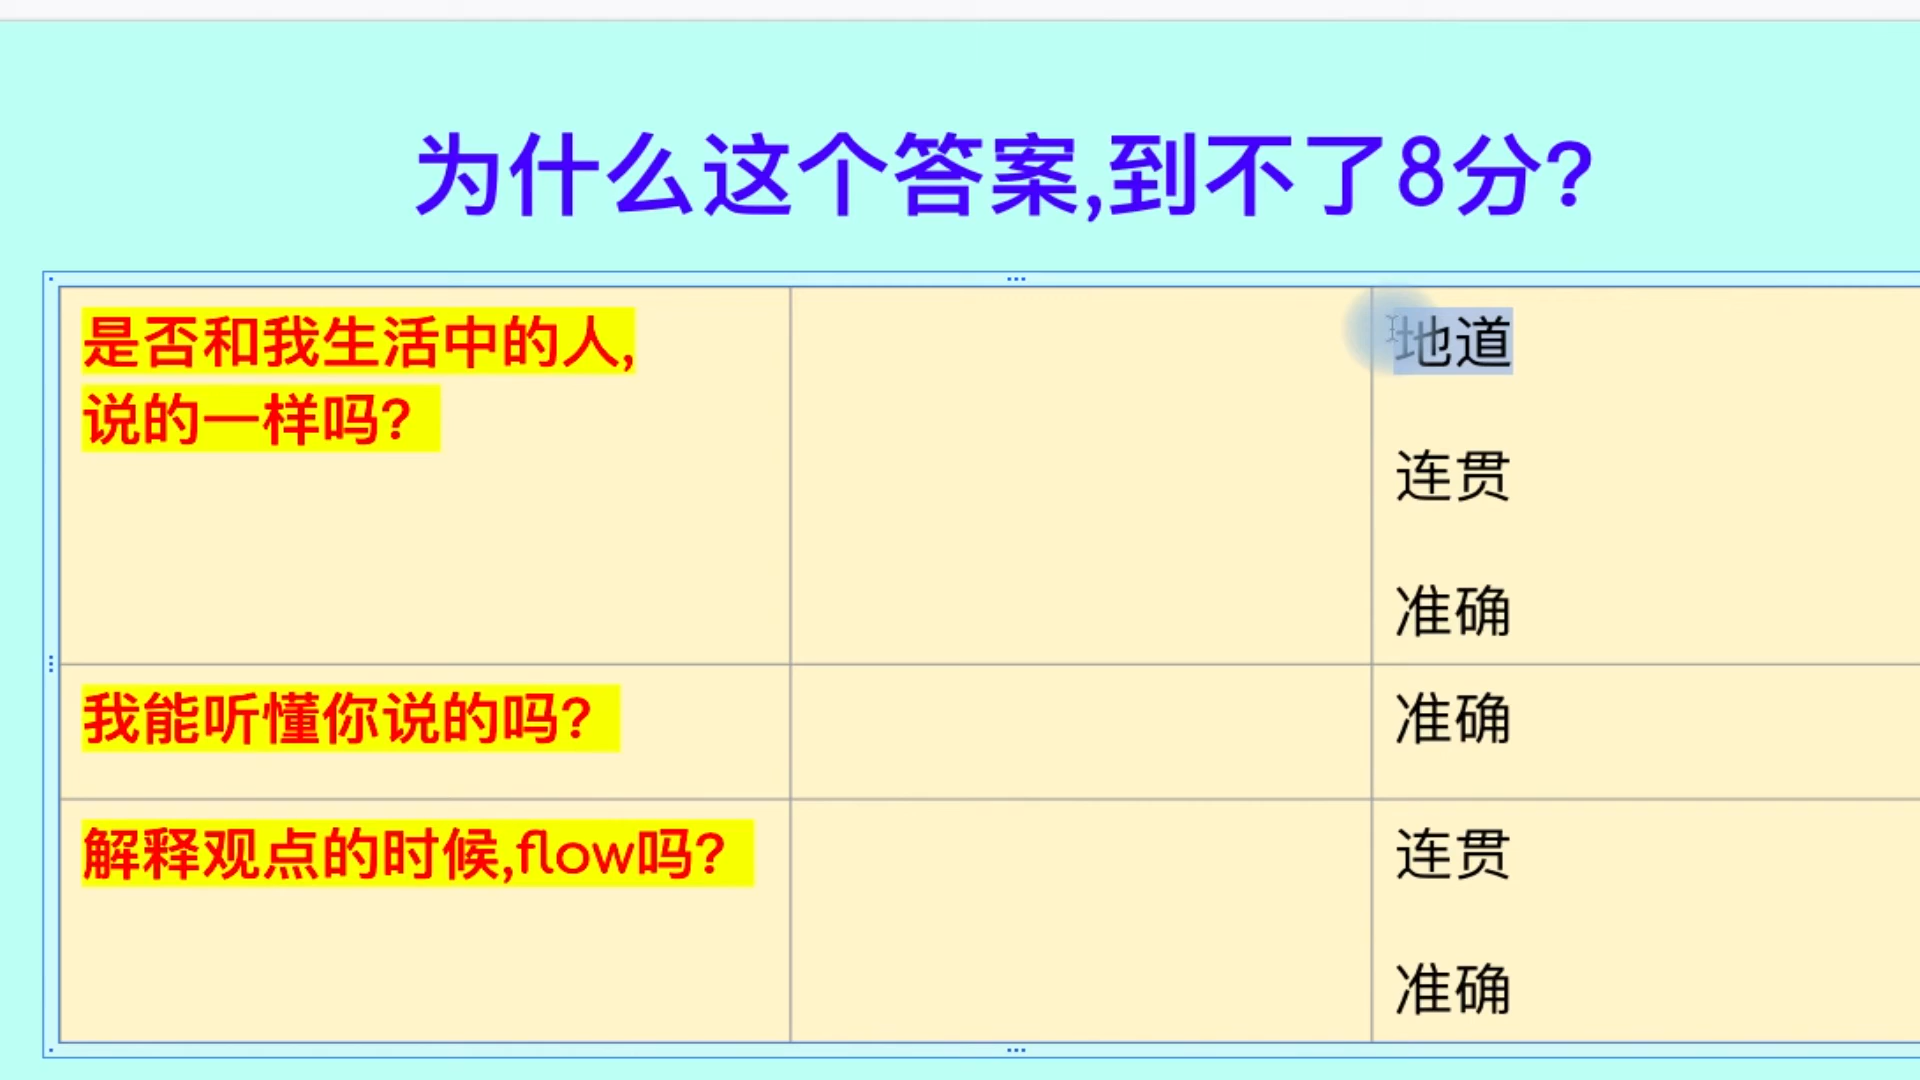 为什么这个答案,到不了8分?
是否和我生活中的人,
说的一样吗?
地道
连贯
准确
我能听懂你说的吗?
准确
解释观点的时候,flow吗?
连贯
准确